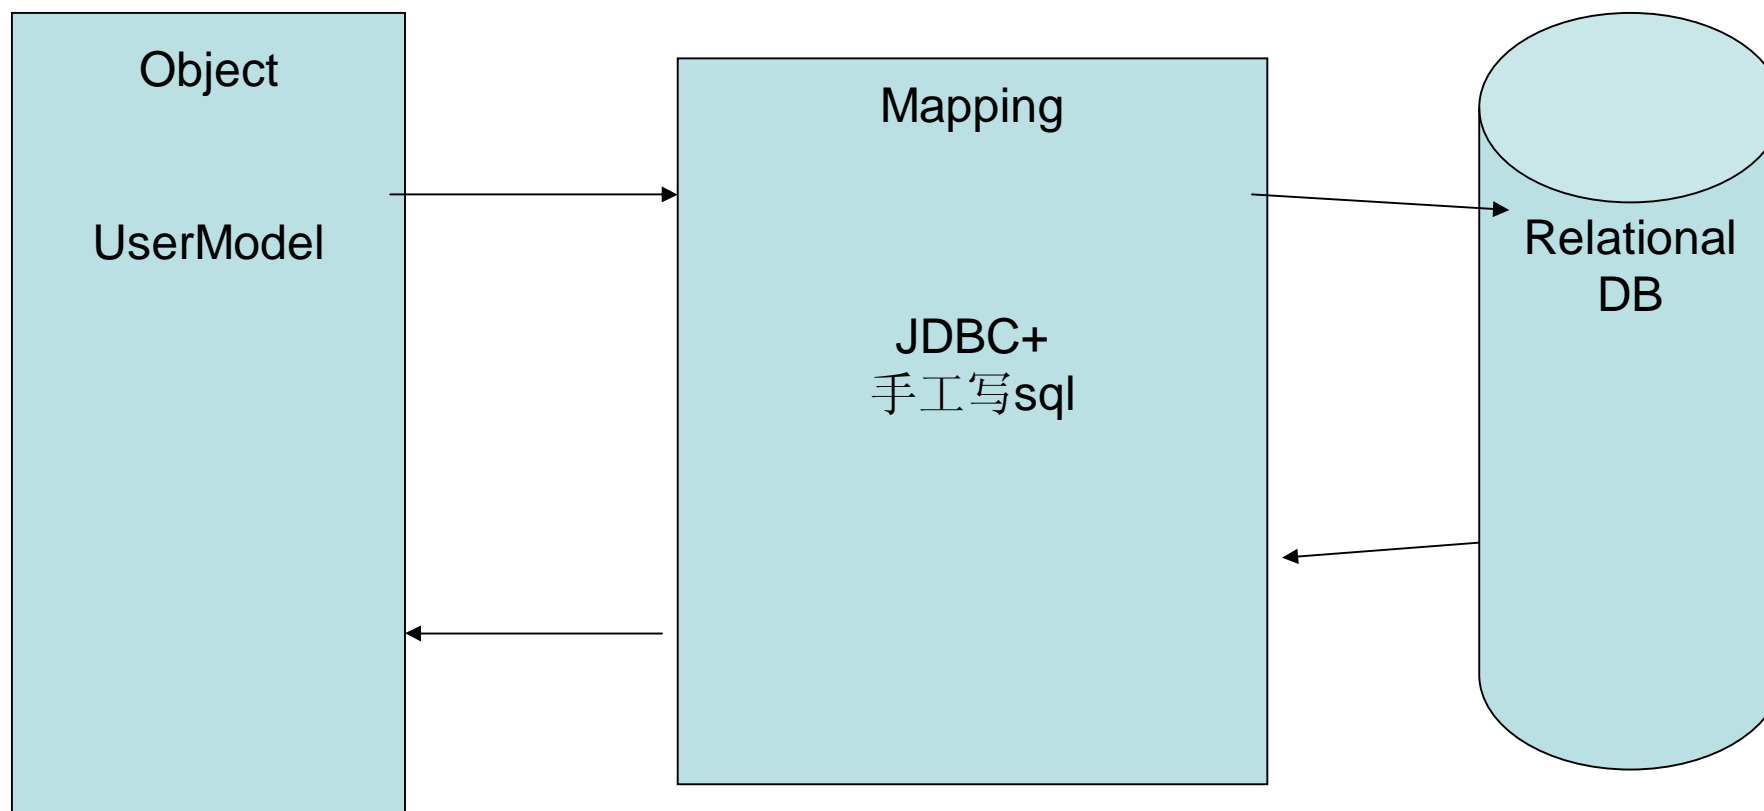 Object
UserModel
Mapping
JDBC+
手工写sql
Relational
DB